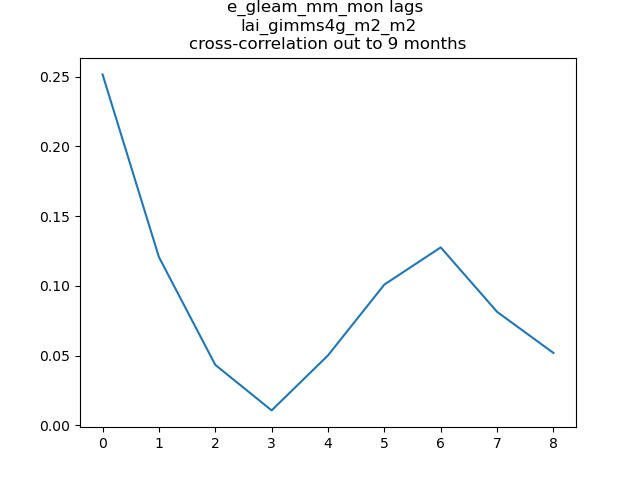 e_gleam_mm_mon lags
lai_gimms4g_m2_m2
cross-correlation out to 9 months
0.25
0.20
0.15
0.10
0.05
0.00
0 1 2 3 4 5 6 7 8